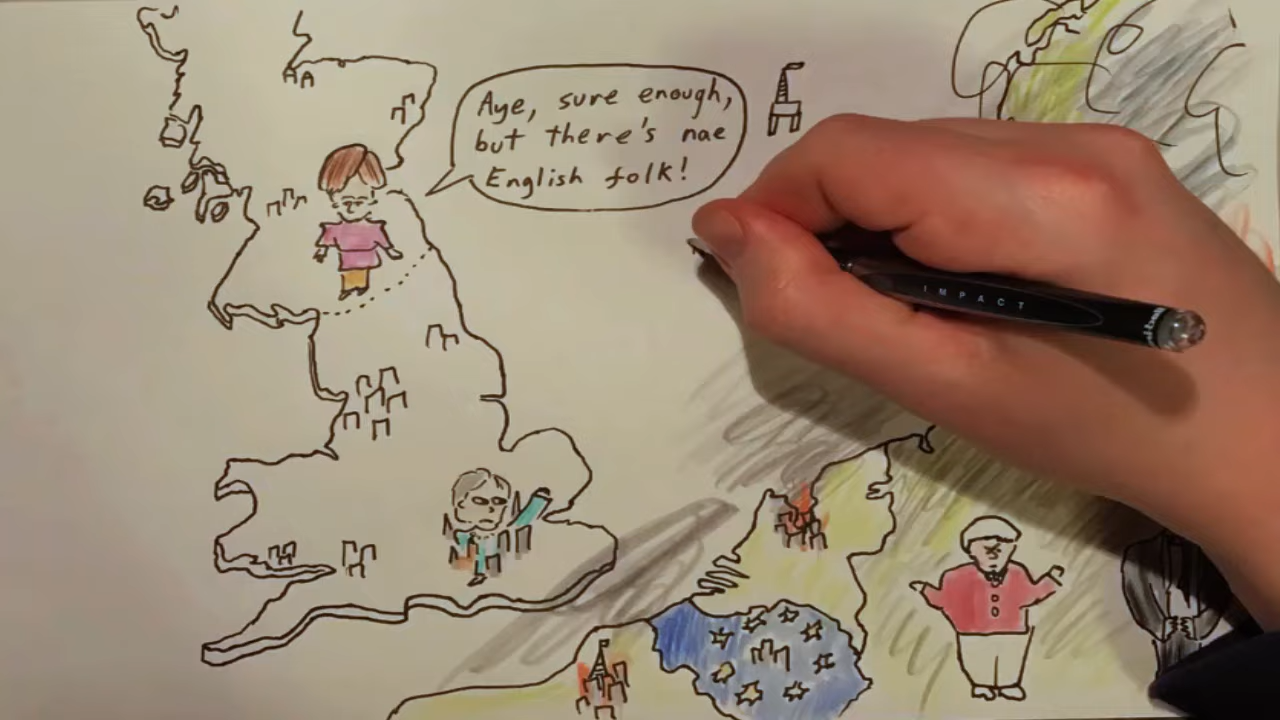 Aye, sure enough,
but there's nae
English folk!
IMPACT